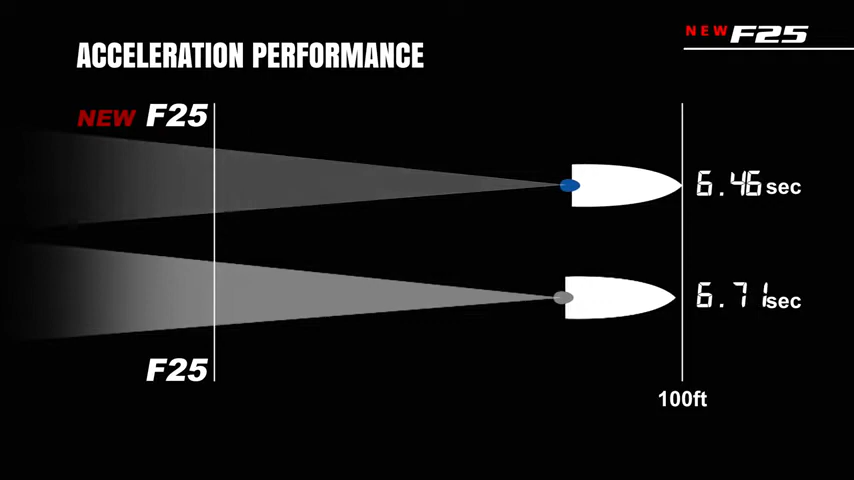 NEW F25
ACCELERATION PERFORMANCE
NEW F25
6.46 sec
6.71 sec
F25
100ft